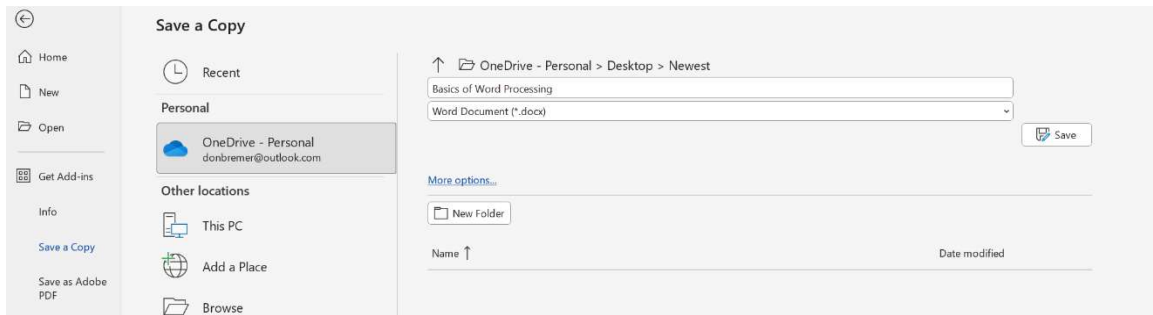 Home
New
Open
Get Add-ins
Info
Save a Copy
Save as Adobe
PDF
Save a Copy
Recent
Personal
OneDrive - Personal
donbremer@outlook.com
Other locations
This PC
Add a Place
Browse
OneDrive - Personal > Desktop > Newest
Basics of Word Processing
Word Document (*.docx)
Save
More options...
New Folder
Name ↑
Date modified